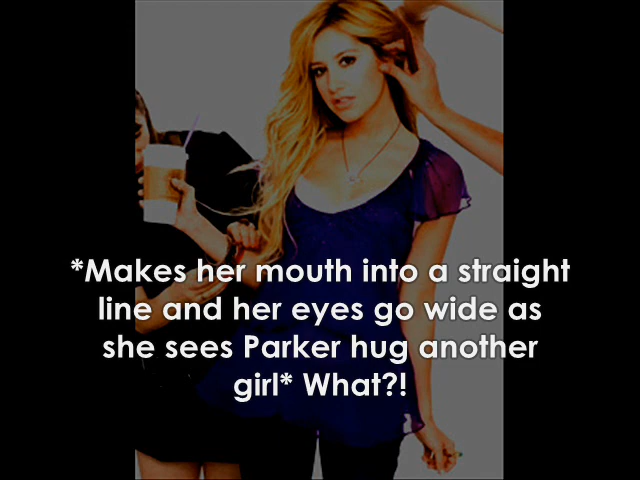 *Makes her mouth into a straight
line and her eyes go wide as
she sees Parker hug another
girl* What?!